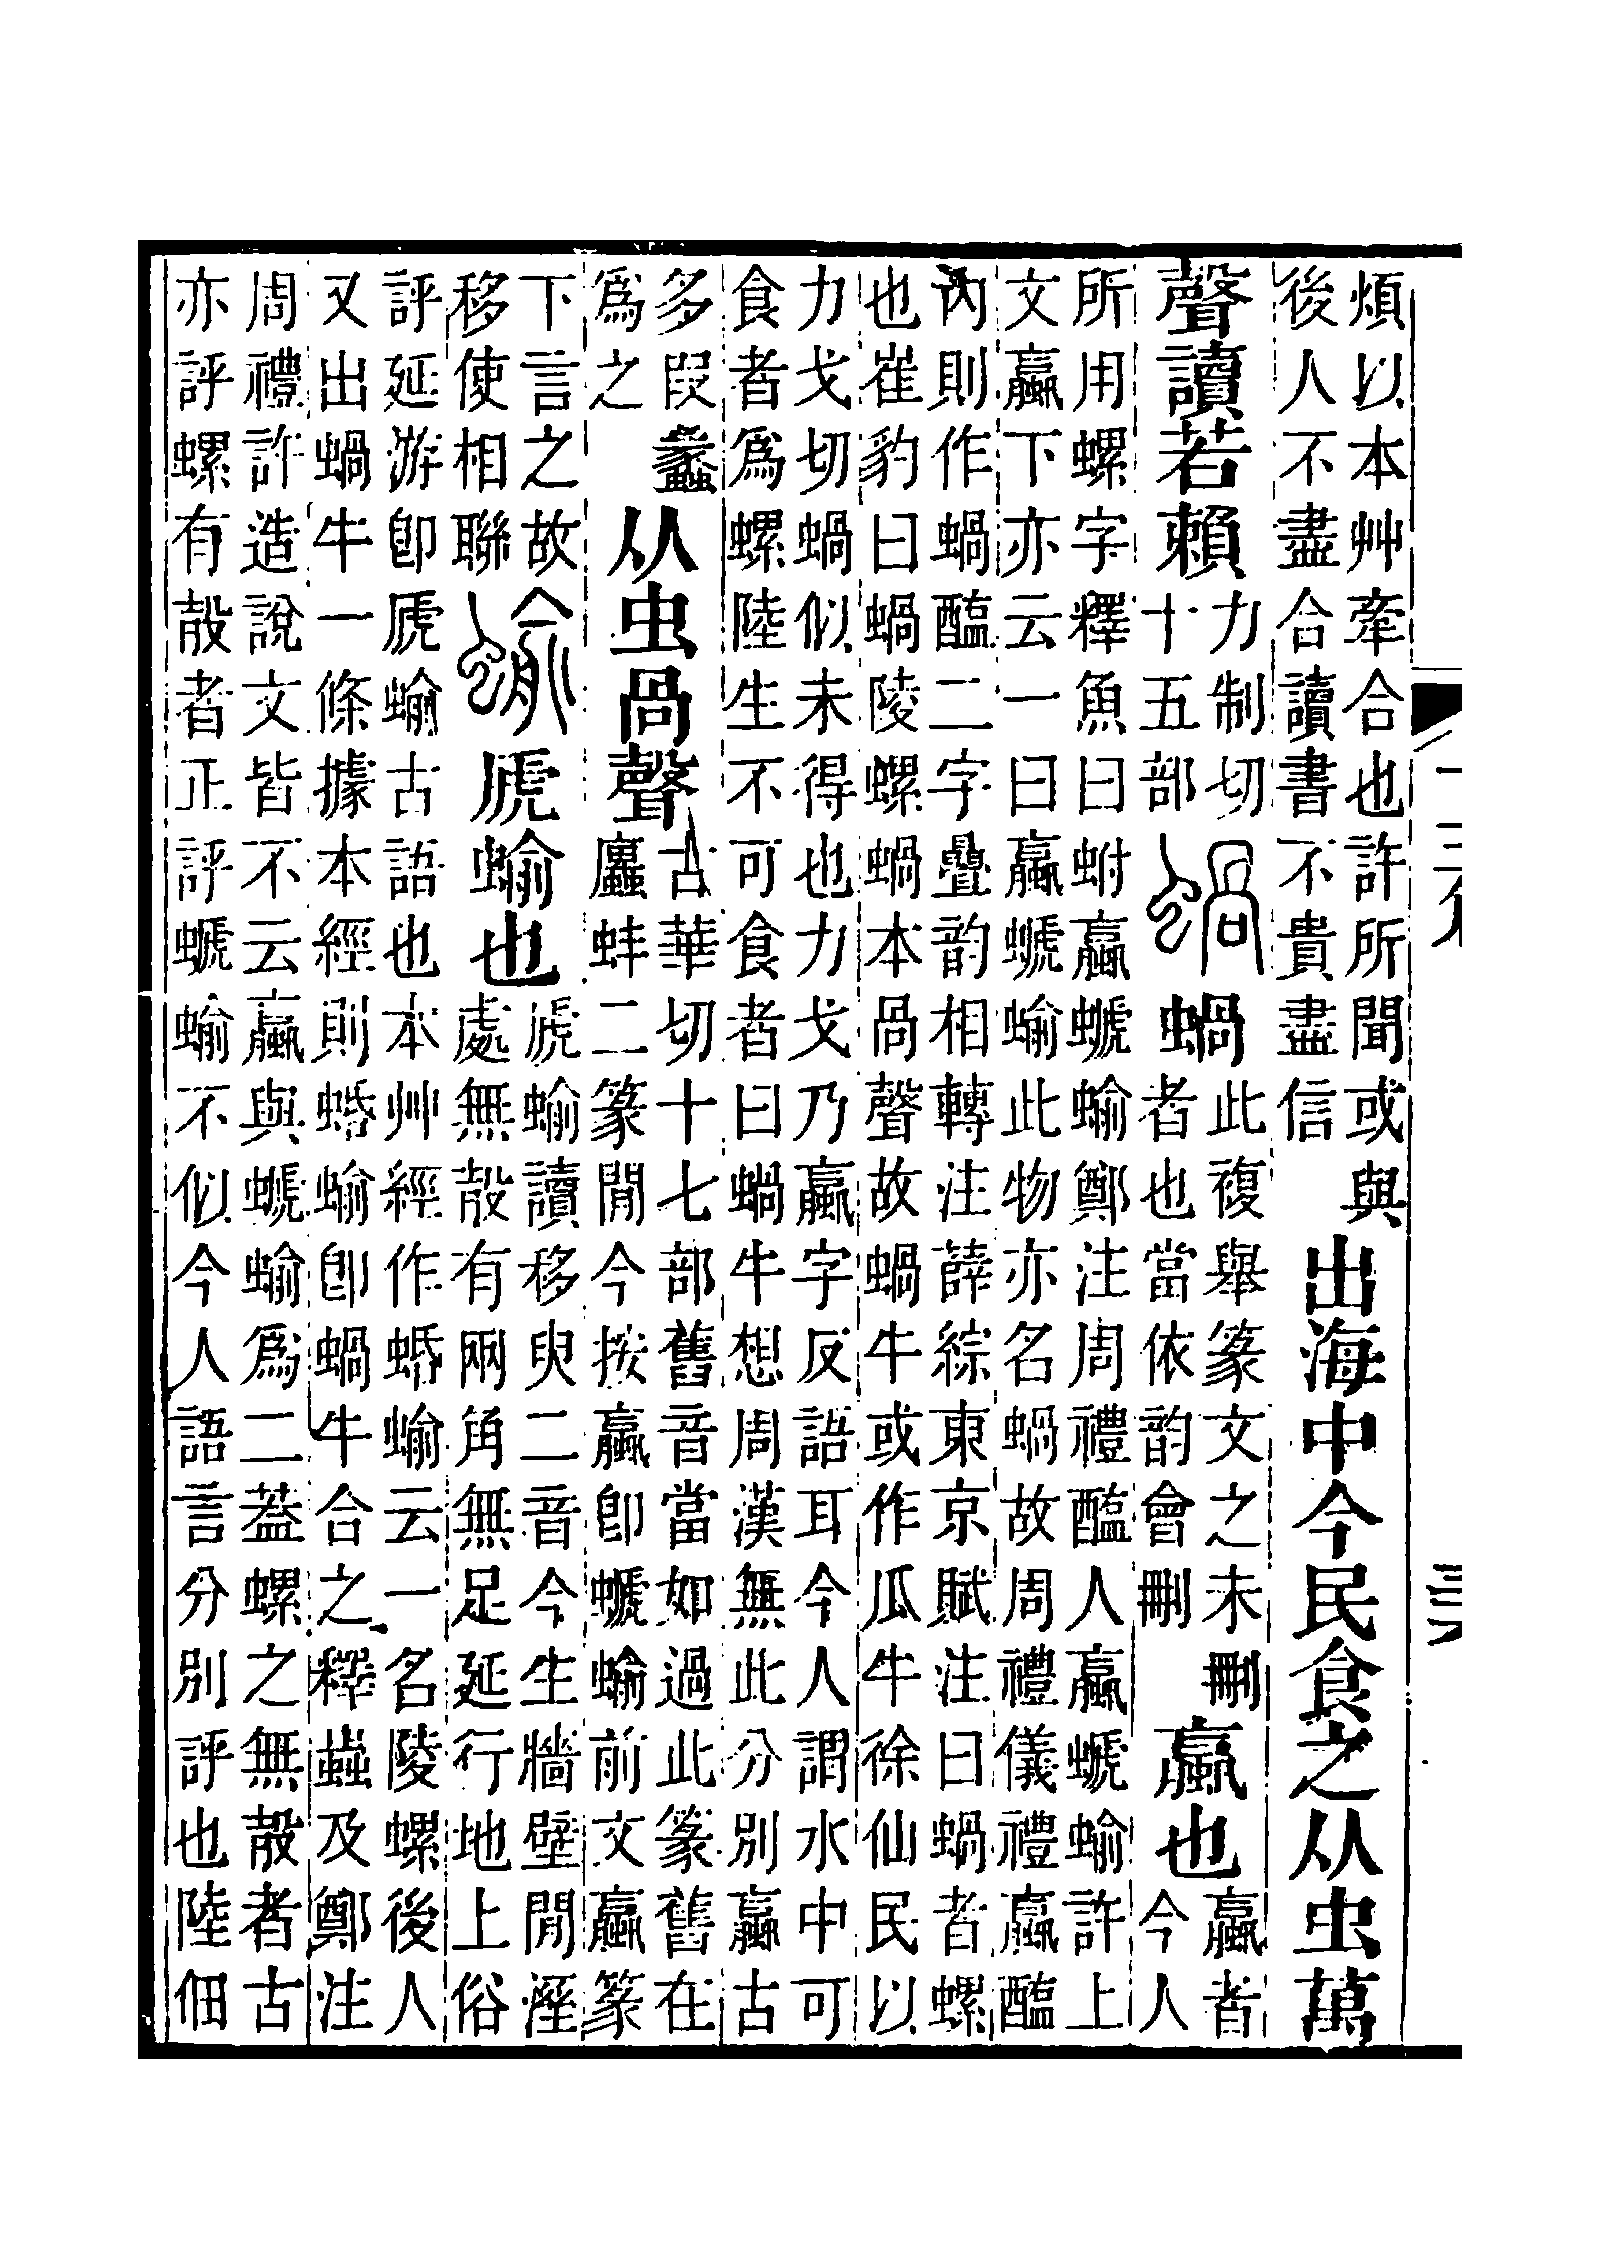 煩以本艸牽合也許所聞或與
後人不盡合讀書不貴盡信
出海中今民食之从虫萬
聲讀若賴
力制切
十五部
蝸
蝸
此複舉篆文之未刪
者也當依韵會刪
蠃也
蠃者
今人
所用螺字釋魚曰蚹蠃螔蝓鄭注周禮醢人蠃螔蝓許上
文蠃下亦云一曰蠃螔蝓此物亦名蝸故周禮儀禮蠃醢
內則作蝸醢二字疊韵相轉注薛綜東京賦注曰蝸者螺
也崔豹曰蝸陵螺蝸本咼聲故蝸牛或作瓜牛徐仙民以
力戈切蝸似未得也力戈乃蠃字反語耳今人謂水中可
食者爲螺陸生不可食者曰蝸牛想周漢無此分別蠃古
多叚蠡
爲之
从虫咼聲
古華切十七部舊音當如過此篆舊在
蠯蚌二篆閒今按蠃卽螔蝓前文蠃篆
下言之故
移使相聯
蝓
虒蝓也
虒蝓讀移臾二音今生牆壁閒溼
處無殻有兩角無足延行地上俗
評延游卽虒蝓古語也本艸經作蛞蝓云一名陵螺後人
又出蝸牛一條據本經則蛞蝓卽蝸牛合之釋蟲及鄭注
周禮許造說文皆不云蠃與螔蝓爲二葢螺之無殻者古
亦評螺有殻者正評螔蝓不似今人語言分別評也陸佃